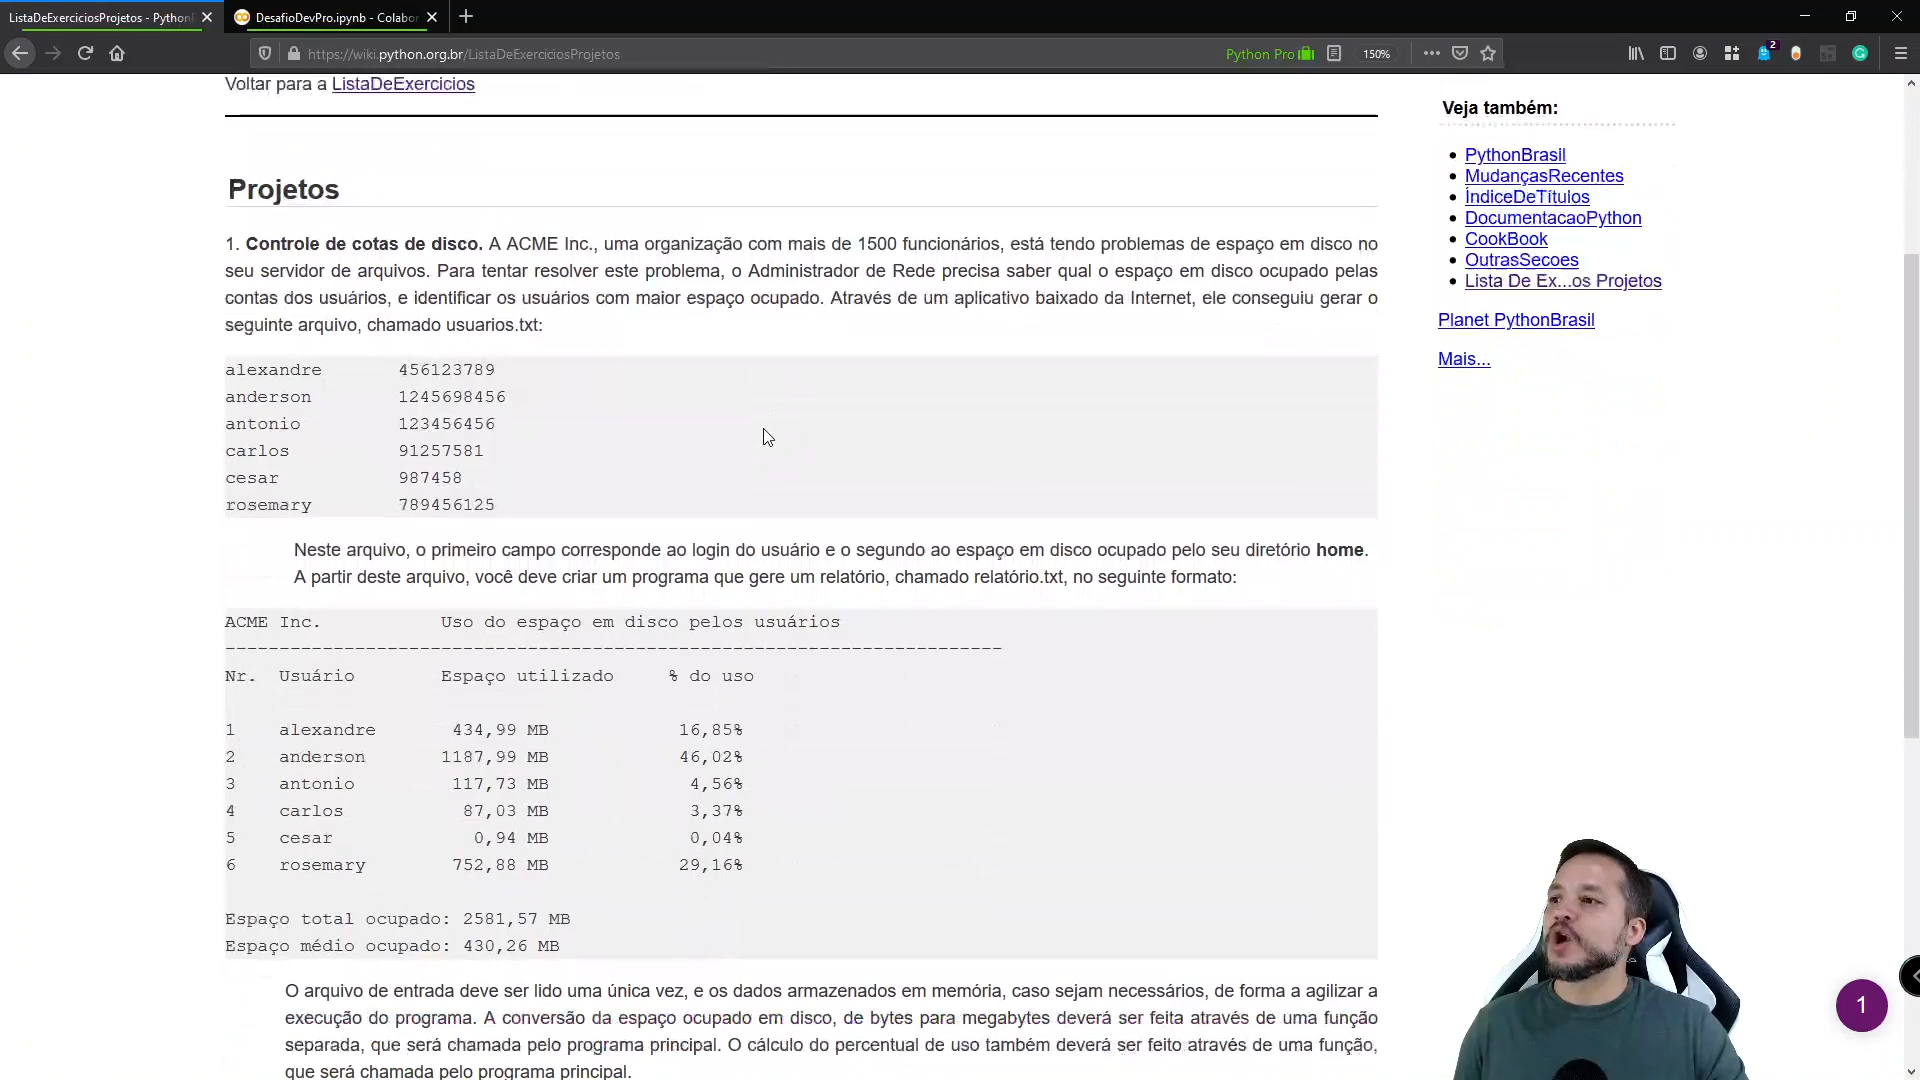 ListaDeExerciciosProjetos - Python
DesafioDevPro.ipynb - Colabor
https://wiki.python.org.br/ListaDeExerciciosProjetos
Python Pro
150%
2
Voltar para a ListaDeExercicios
Projetos
1. Controle de cotas de disco. A ACME Inc., uma organização com mais de 1500 funcionários, está tendo problemas de espaço em disco no
seu servidor de arquivos. Para tentar resolver este problema, o Administrador de Rede precisa saber qual o espaço em disco ocupado pelas
contas dos usuários, e identificar os usuários com maior espaço ocupado. Através de um aplicativo baixado da Internet, ele conseguiu gerar o
seguinte arquivo, chamado usuarios.txt:
alexandre 456123789
anderson 1245698456
antonio 123456456
carlos 91257581
cesar 987458
rosemary 789456125
Neste arquivo, o primeiro campo corresponde ao login do usuário e o segundo ao espaço em disco ocupado pelo seu diretório home.
A partir deste arquivo, você deve criar um programa que gere um relatório, chamado relatório.txt, no seguinte formato:
ACME Inc. Uso do espaço em disco pelos usuários
------------------------------------------------------------------------
Nr. Usuário Espaço utilizado % do uso
1 alexandre 434,99 MB 16,85%
2 anderson 1187,99 MB 46,02%
3 antonio 117,73 MB 4,56%
4 carlos 87,03 MB 3,37%
5 cesar 0,94 MB 0,04%
6 rosemary 752,88 MB 29,16%
Espaço total ocupado: 2581,57 MB
Espaço médio ocupado: 430,26 MB
O arquivo de entrada deve ser lido uma única vez, e os dados armazenados em memória, caso sejam necessários, de forma a agilizar a
execução do programa. A conversão da espaço ocupado em disco, de bytes para megabytes deverá ser feita através de uma função
separada, que será chamada pelo programa principal. O cálculo do percentual de uso também deverá ser feito através de uma função,
que será chamada pelo programa principal.
Veja também:
PythonBrasil
MudançasRecentes
ÍndiceDeTítulos
DocumentacaoPython
CookBook
OutrasSecoes
Lista De Ex...os Projetos
Planet PythonBrasil
Mais...
1